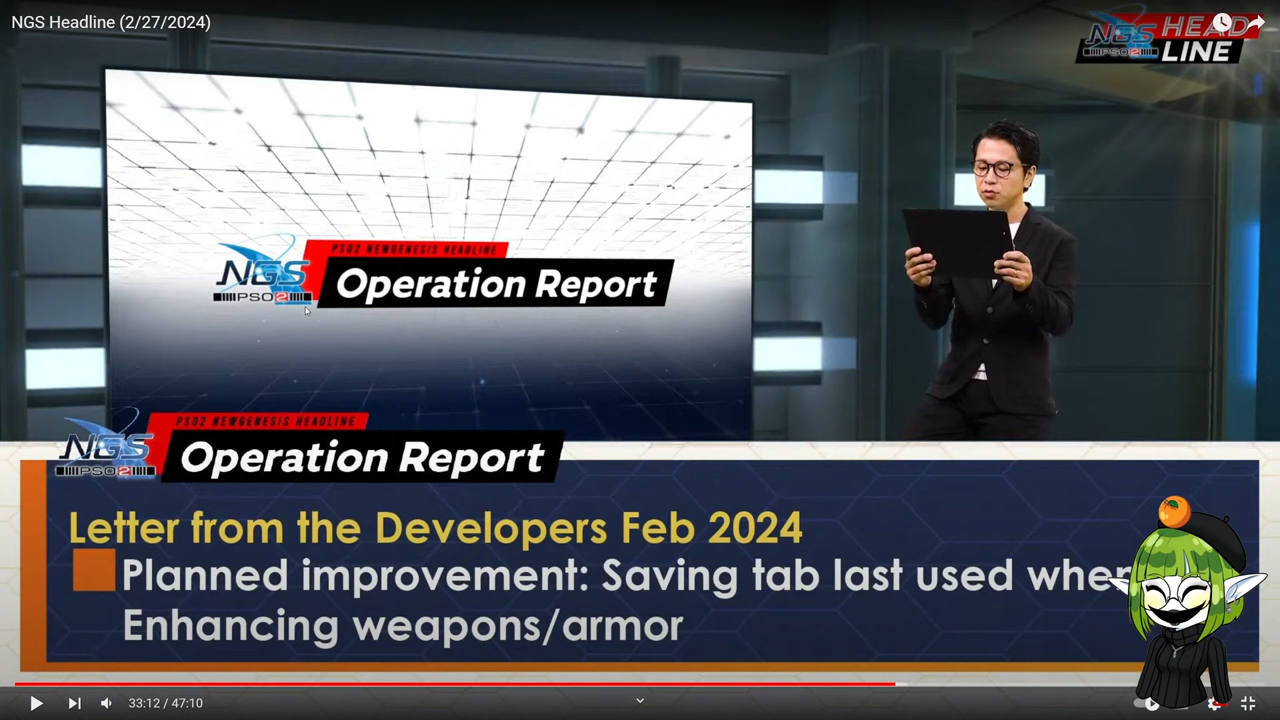 NGS Headline (2/27/2024)
NGS HEAD
PSO2 LINE
PSO2 NEWGENESIS HEADLINE
NGS
PSO2
Operation Report
PSO2 NEWGENESIS HEADLINE
NGS
PSO2
Operation Report
Letter from the Developers Feb 2024
Planned improvement: Saving tab last used when
Enhancing weapons/armor
33:12 / 47:10